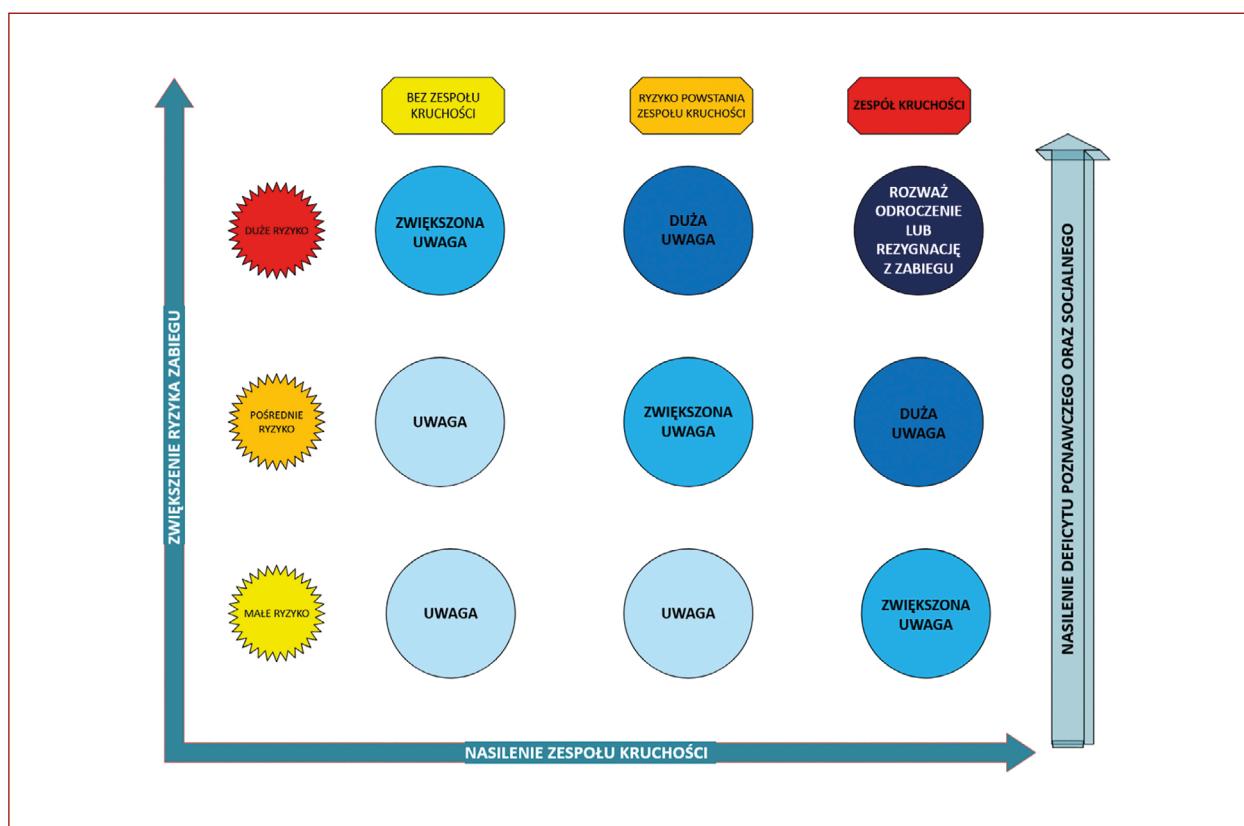 BEZ ZESPOŁU
KRUCHOŚCI
RYZYKO POWSTANIA
ZESPOŁU KRUCHOŚCI
ZESPÓŁ KRUCHOŚCI
DUŻE RYZYKO
ZWIĘKSZONA
UWAGA
DUŻA
UWAGA
ROZWAŻ
ODROCZENIE
LUB
REZYGNACJĘ
Z ZABIEGU
POŚREDNIE
RYZYKO
UWAGA
ZWIĘKSZONA
UWAGA
DUŻA
UWAGA
MAŁE RYZYKO
UWAGA
UWAGA
ZWIĘKSZONA
UWAGA
ZWIĘKSZENIE RYZYKA ZABIEGU
NASILENIE ZESPOŁU KRUCHOŚCI
NASILENIE DEFICYTU POZNAWCZEGO ORAZ SOCJALNEGO